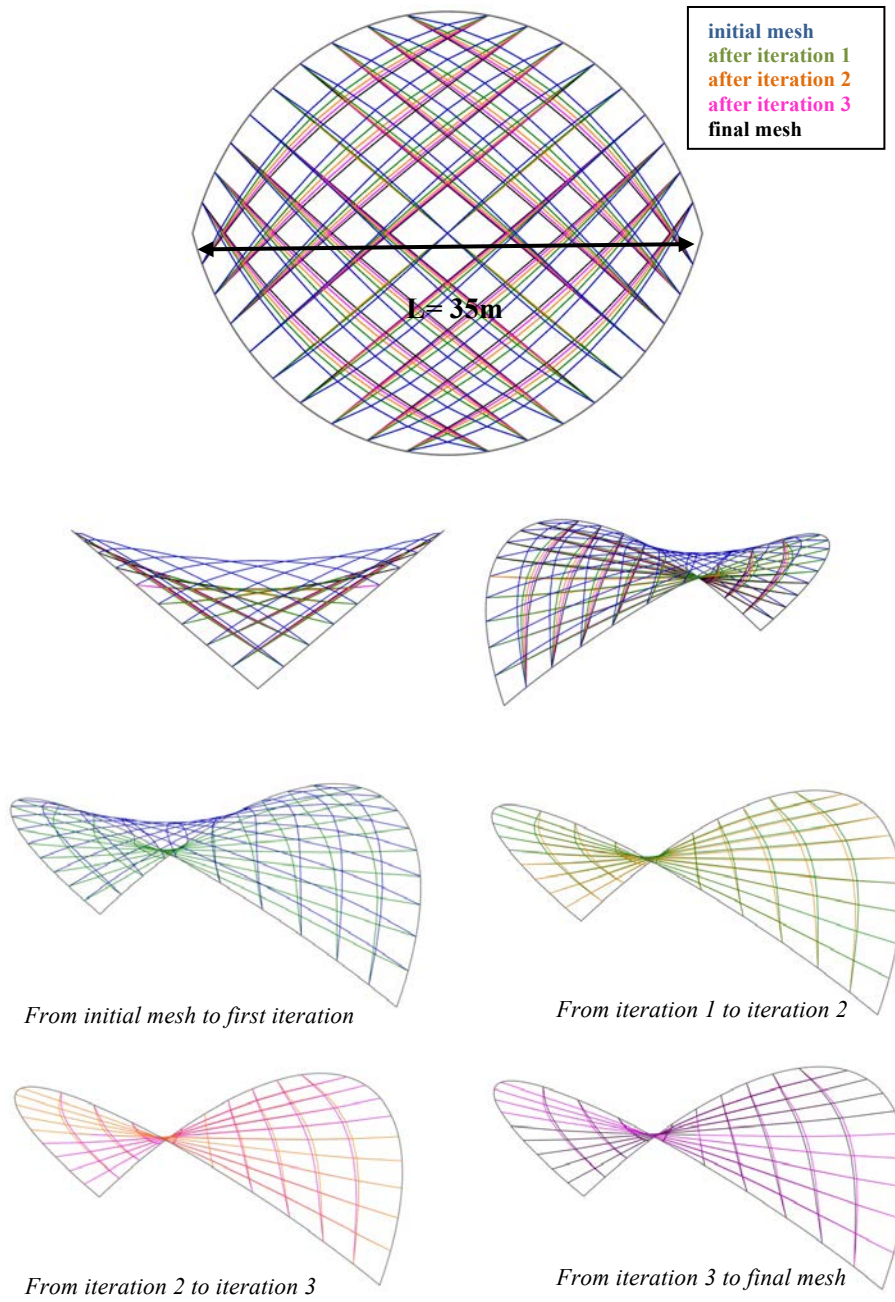 initial mesh
after iteration 1
after iteration 2
after iteration 3
final mesh
L= 35m
From initial mesh to first iteration
From iteration 1 to iteration 2
From iteration 2 to iteration 3
From iteration 3 to final mesh